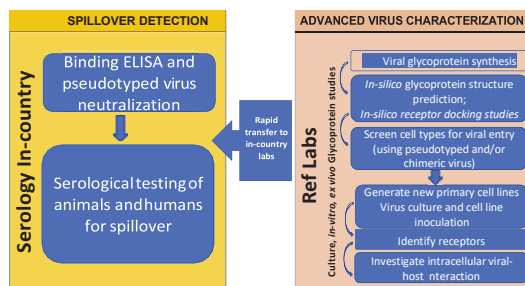 SPILLOVER DETECTION
Serology In-country
Binding ELISA and
pseudotyped virus
neutralization
Serological testing of
animals and humans
for spillover
Rapid
transfer to
in-country
labs
ADVANCED VIRUS CHARACTERIZATION
Ref Labs
Culture, in-vitro, ex vivo Glycoprotein studies
Viral glycoprotein synthesis
In-silico glycoprotein structure
prediction;
In-silico receptor docking studies
Screen cell types for viral entry
(using pseudotyped and/or
chimeric virus)
Generate new primary cell lines
Virus culture and cell line
inoculation
Identify receptors
Investigate intracellular viral-
host nteraction